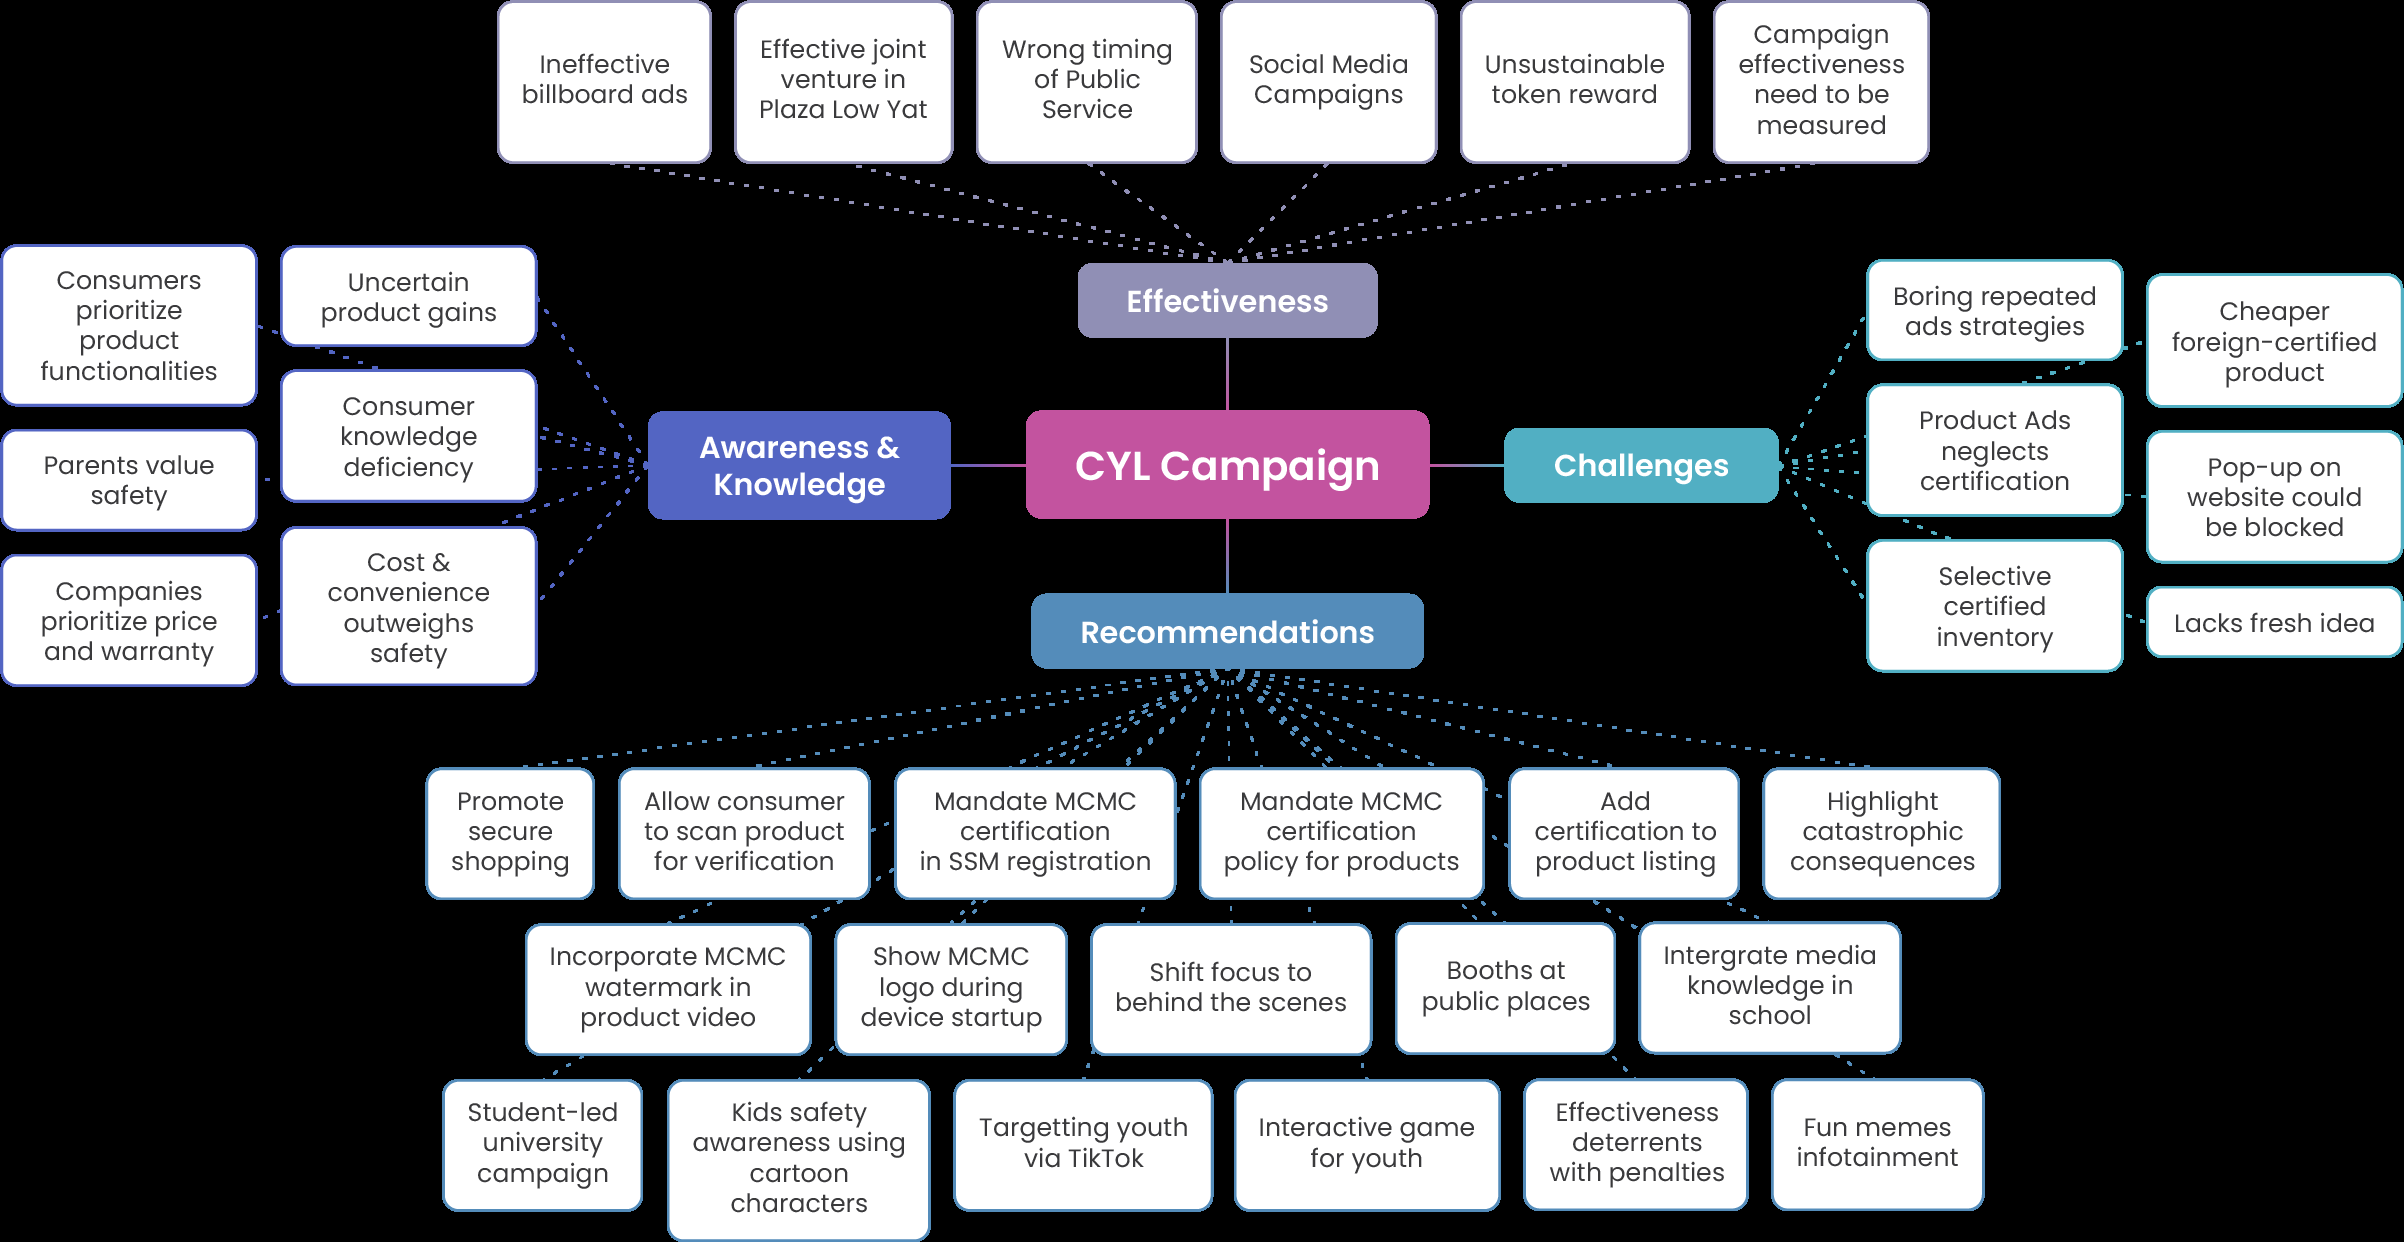 Ineffective
billboard ads
Effective joint
venture in
Plaza Low Yat
Wrong timing
of Public
Service
Social Media
Campaigns
Unsustainable
token reward
Campaign
effectiveness
need to be
measured
Effectiveness
Consumers
prioritize
product
functionalities
Uncertain
product gains
Consumer
knowledge
deficiency
Parents value
safety
Cost &
convenience
outweighs
safety
Companies
prioritize price
and warranty
Awareness &
Knowledge
CYL Campaign
Challenges
Boring repeated
ads strategies
Cheaper
foreign-certified
product
Product Ads
neglects
certification
Pop-up on
website could
be blocked
Selective
certified
inventory
Lacks fresh idea
Recommendations
Promote
secure
shopping
Allow consumer
to scan product
for verification
Mandate MCMC
certification
in SSM registration
Mandate MCMC
certification
policy for products
Add
certification to
product listing
Highlight
catastrophic
consequences
Incorporate MCMC
watermark in
product video
Show MCMC
logo during
device startup
Shift focus to
behind the scenes
Booths at
public places
Intergrate media
knowledge in
school
Student-led
university
campaign
Kids safety
awareness using
cartoon
characters
Targetting youth
via TikTok
Interactive game
for youth
Effectiveness
deterrents
with penalties
Fun memes
infotainment